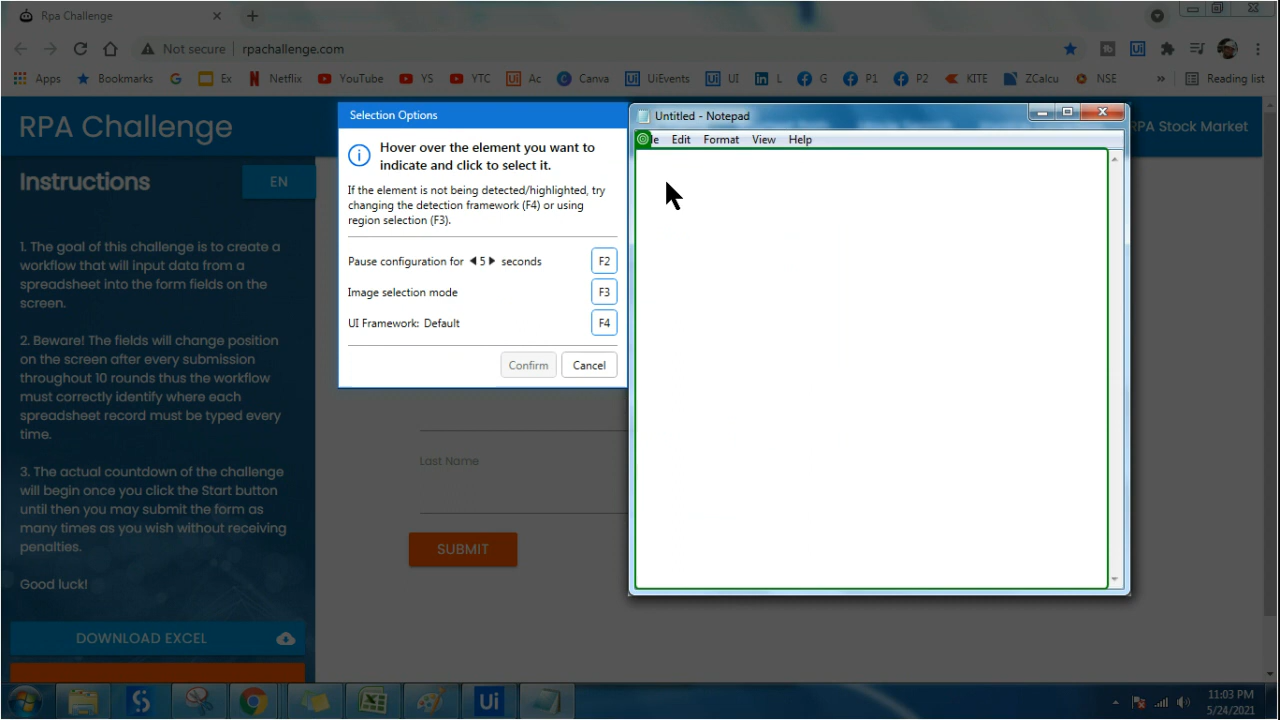 Rpa Challenge
Not secure rpachallenge.com
Apps Bookmarks Ex Netflix YouTube YS YTC Ac Canva UiEvents UI L G P1 P2 KITE ZCalcu NSE » Reading list
RPA Challenge
RPA Stock Market
Instructions
EN
1. The goal of this challenge is to create a
workflow that will input data from a
spreadsheet into the form fields on the
screen.
2. Beware! The fields will change position
on the screen after every submission
throughout 10 rounds thus the workflow
must correctly identify where each
spreadsheet record must be typed every
time.
3. The actual countdown of the challenge
will begin once you click the Start button
until then you may submit the form as
many times as you wish without receiving
penalties.
Good luck!
DOWNLOAD EXCEL
Selection Options
Hover over the element you want to
indicate and click to select it.
If the element is not being detected/highlighted, try
changing the detection framework (F4) or using
region selection (F3).
Pause configuration for 5 seconds F2
Image selection mode F3
UI Framework: Default F4
Confirm Cancel
Last Name
SUBMIT
Untitled - Notepad
Edit Format View Help
Ui
11:03 PM
5/24/2021